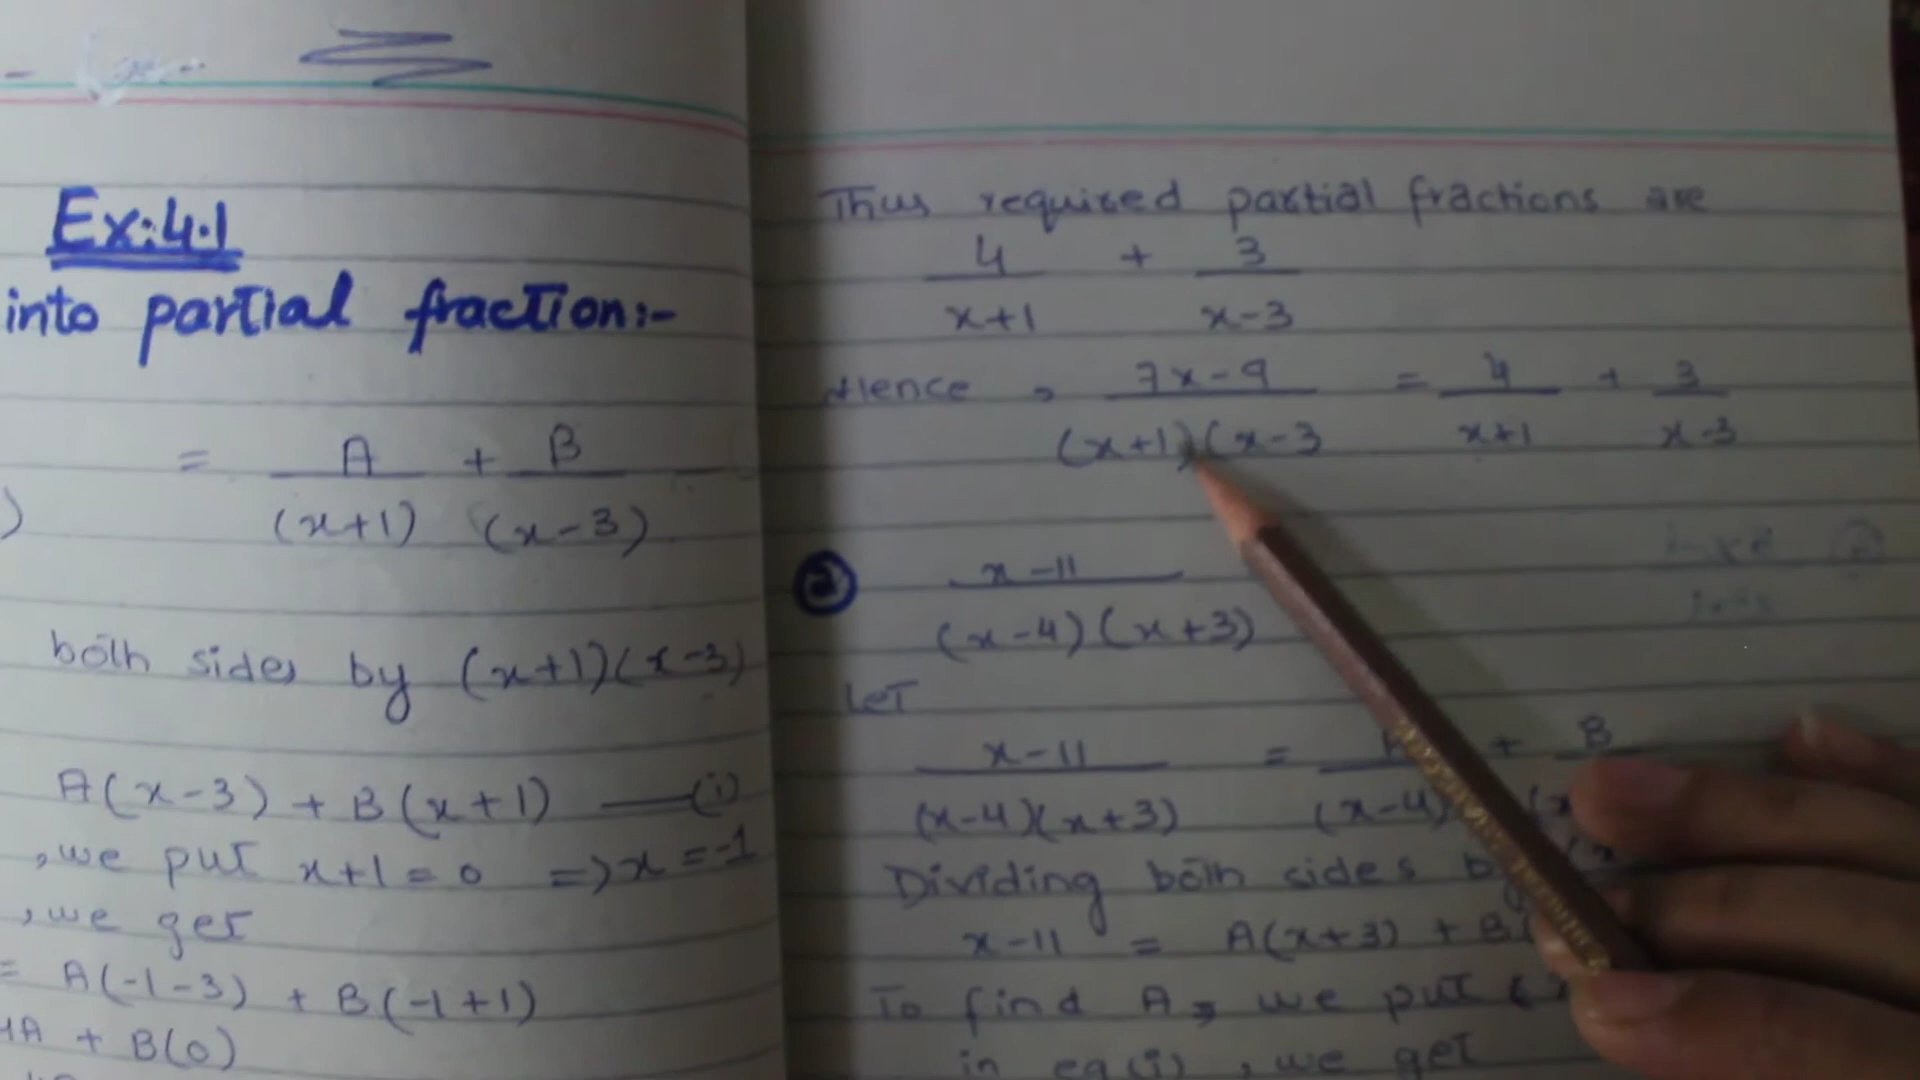 Ex:4.1
into partial fraction:-
= A/(x+1) + B/(x-3)
)
both sides by (x+1)(x-3)
A(x-3) + B(x+1) —(i)
, we put x+1=0 => x=-1
, we get
= A(-1-3) + B(-1+1)
4A + B(0)
Thus required partial fractions are
4/x+1 + 3/x-3
Hence , 7x-9/(x+1)(x-3 = 4/x+1 + 3/x-3
2 x-11/(x-4)(x+3)
Let
x-11/(x-4)(x+3) = /(x-4) + B/(x
Dividing both sides by (x
x-11 = A(x+3) + B(
To find A, we put (x
in eq(i), we get